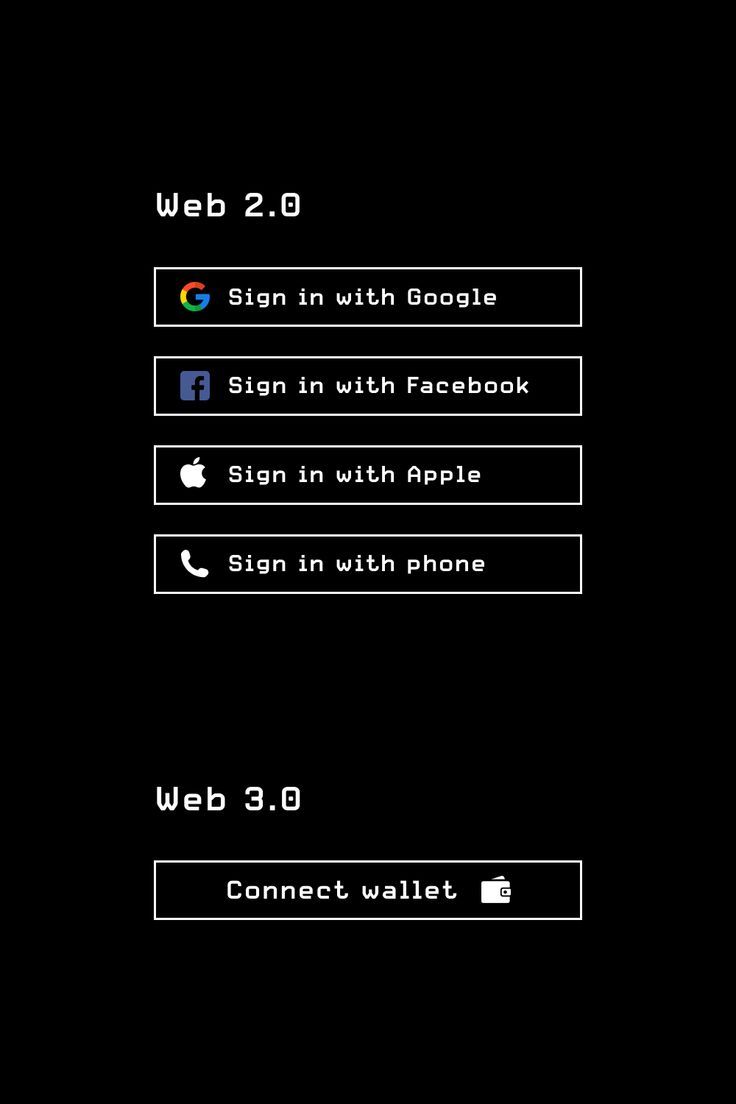 Web 2.0
Sign in with Google
Sign in with Facebook
Sign in with Apple
Sign in with phone
Web 3.0
Connect wallet